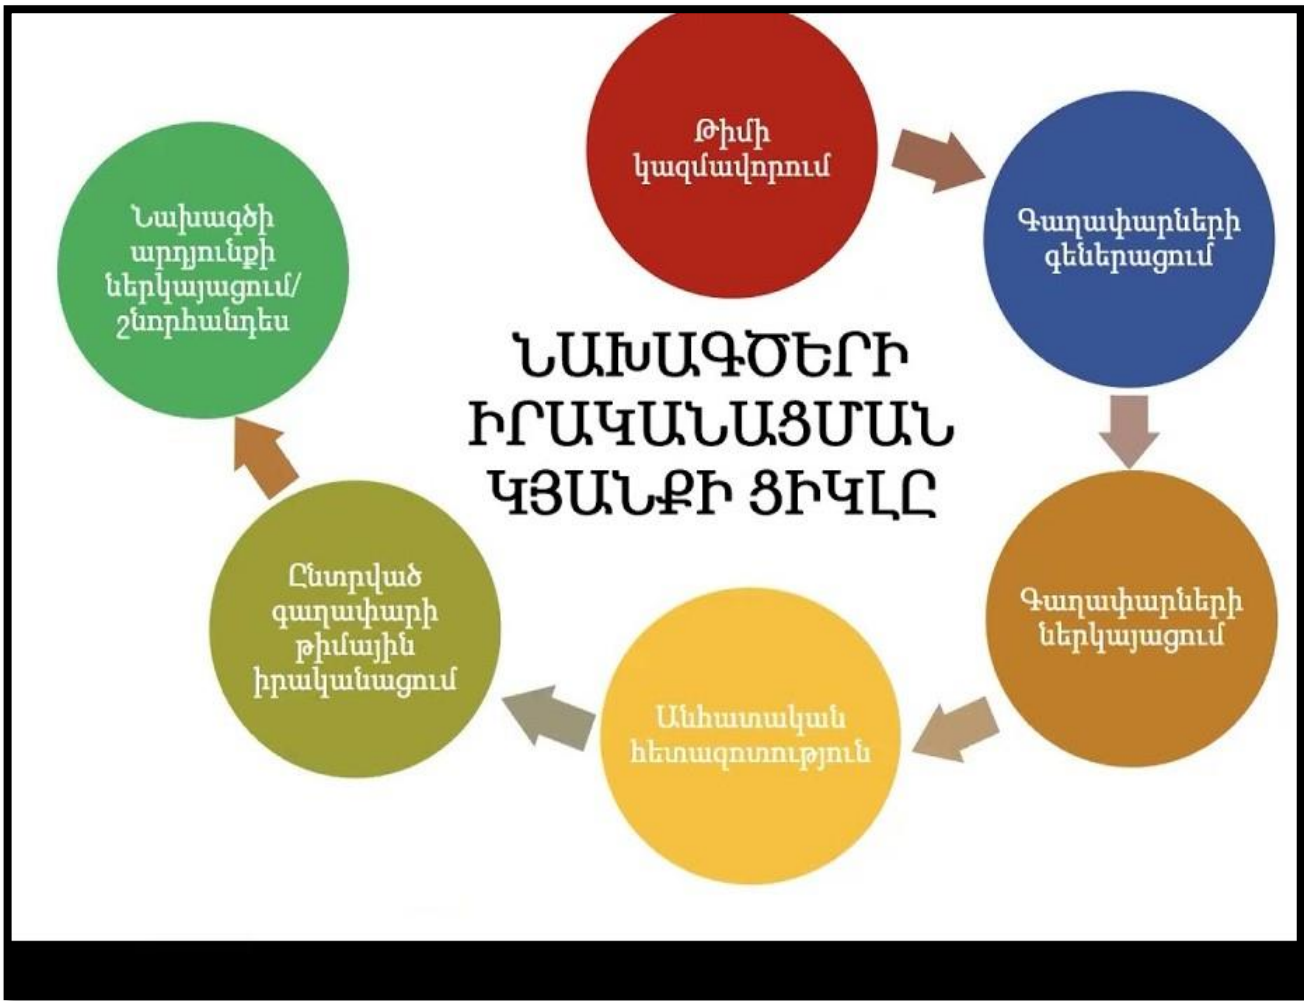 Թիմի
կազմավորում
Գաղափարների
գեներացում
Գաղափարների
ներկայացում
Անհատական
հետազոտություն
Ընտրված
գաղափարի
թիմային
իրականացում
Նախագծի
արդյունքի
ներկայացում/
շնորհանդես
ՆԱԽԱԳԾԵՐԻ
ԻՐԱԿԱՆԱՑՄԱՆ
ԿՅԱՆՔԻ ՑԻԿԼԸ